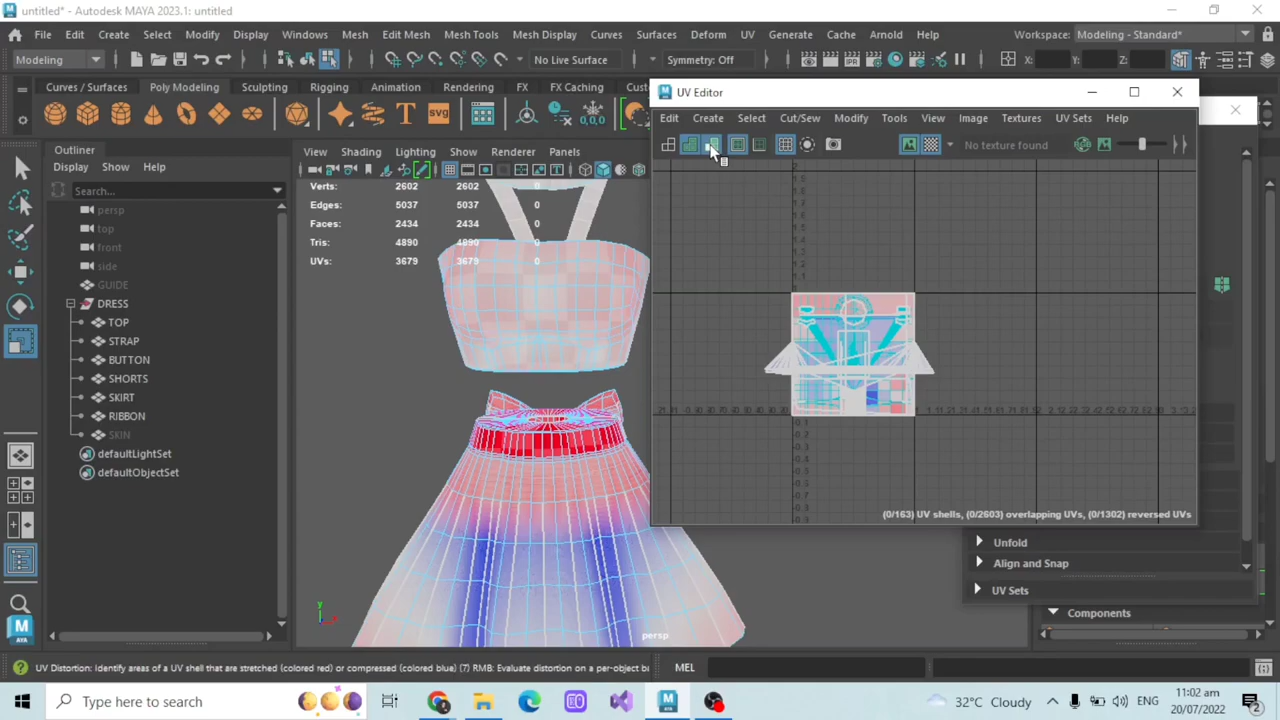 untitled* - Autodesk MAYA 2023.1: untitled
File Edit Create Select Modify Display Windows Mesh Edit Mesh Mesh Tools Mesh Display Curves Surfaces Deform UV Generate Cache Arnold Help
Workspace: Modeling - Standard*
Modeling
No Live Surface
Symmetry: Off
X:
Y:
Z:
Curves / Surfaces Poly Modeling Sculpting Rigging Animation Rendering FX FX Caching
UV Editor
Edit Create Select Cut/Sew Modify Tools View Image Textures UV Sets Help
No texture found
Outliner
Display Show Help
Search...
persp
top
front
side
GUIDE
DRESS
TOP
STRAP
BUTTON
SHORTS
SKIRT
RIBBON
SKIN
defaultLightSet
defaultObjectSet
View Shading Lighting Show Renderer Panels
Verts: 2602 2602 0
Edges: 5037 5037 0
Faces: 2434 2434 0
Tris: 4890 4890 0
UVs: 3679 3679 0
persp
(0/163) UV shells, (0/2603) overlapping UVs, (0/1302) reversed UVs
Unfold
Align and Snap
UV Sets
Components
UV Distortion: Identify areas of a UV shell that are stretched (colored red) or compressed (colored blue) (7) RMB: Evaluate distortion on a per-object b
MEL
Type here to search
32°C Cloudy
ENG
11:02 am
20/07/2022
2